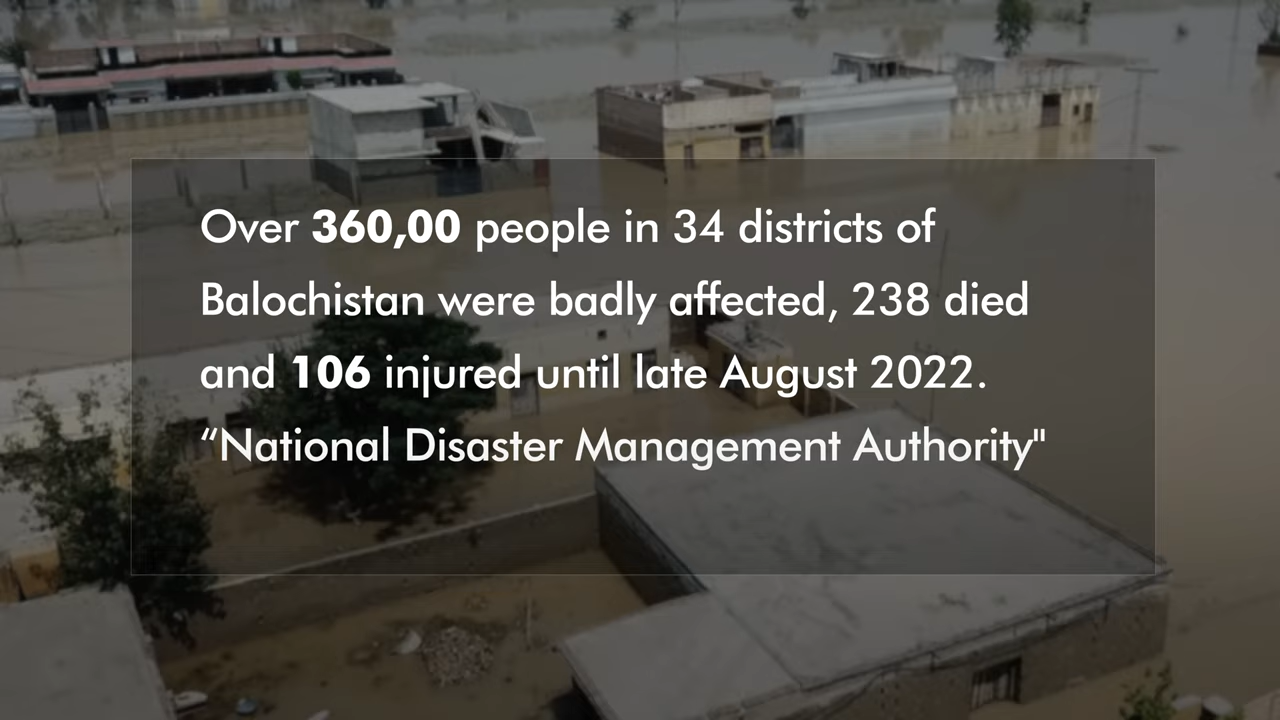 Over 360,00 people in 34 districts of
Balochistan were badly affected, 238 died
and 106 injured until late August 2022.
“National Disaster Management Authority"